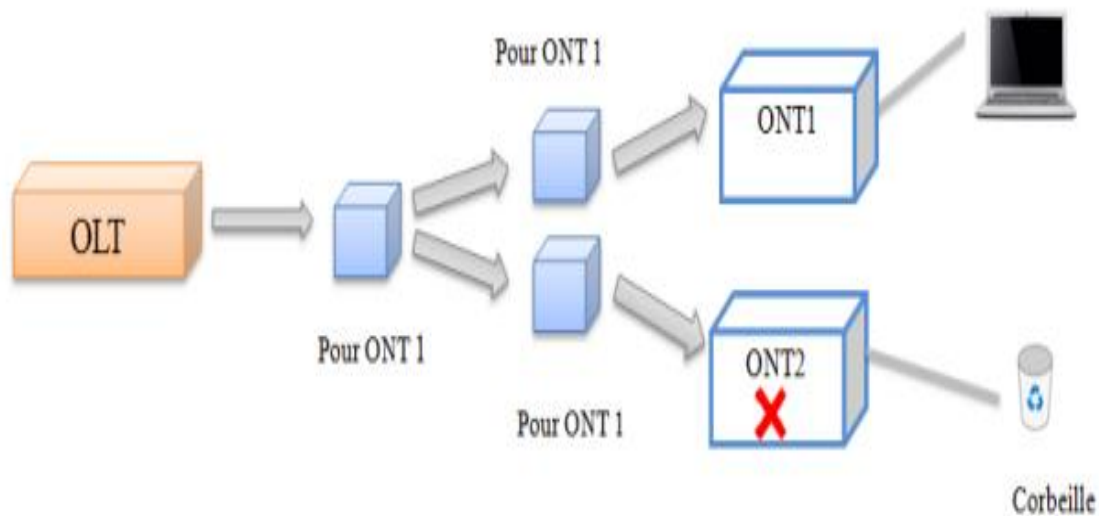 Pour ONT 1
ONT1
OLT
Pour ONT 1
ONT2
Pour ONT 1
Corbeille